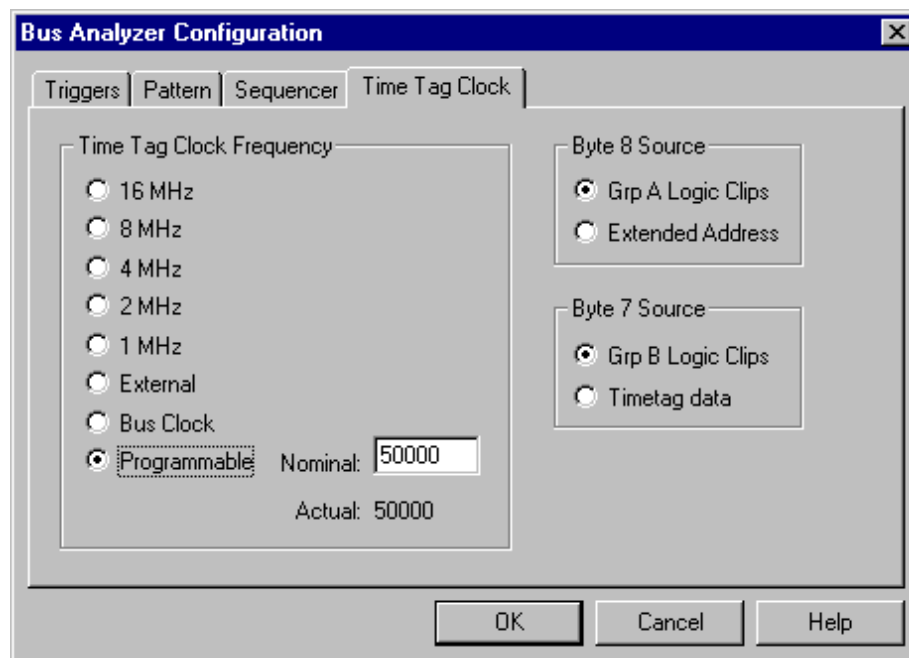 Bus Analyzer Configuration
Triggers Pattern Sequencer Time Tag Clock
Time Tag Clock Frequency
16 MHz
8 MHz
4 MHz
2 MHz
1 MHz
External
Bus Clock
Programmable Nominal: 50000
Actual: 50000
Byte 8 Source
Grp A Logic Clips
Extended Address
Byte 7 Source
Grp B Logic Clips
Timetag data
OK Cancel Help